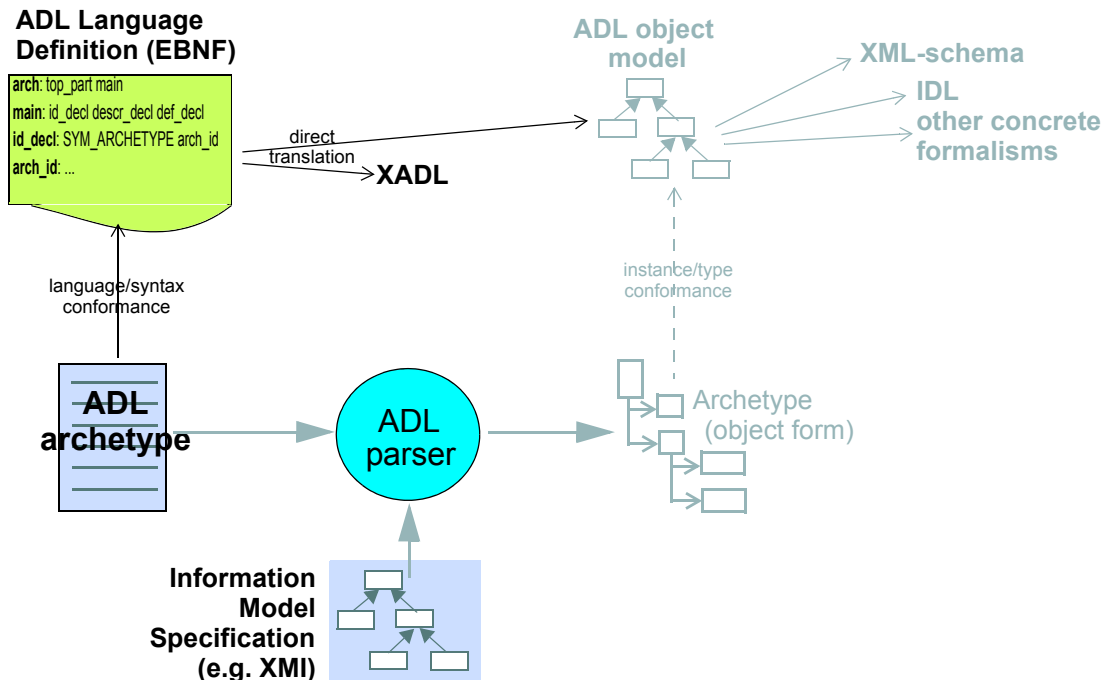 ADL Language
Definition (EBNF)
arch: top_part main
main: id_decl descr_decl def_decl
id_decl: SYM_ARCHETYPE arch_id
arch_id: ...
direct
translation
XADL
ADL object
model
XML-schema
IDL
other concrete
formalisms
language/syntax
conformance
instance/type
conformance
ADL
archetype
ADL
parser
Archetype
(object form)
Information
Model
Specification
(e.g. XMI)